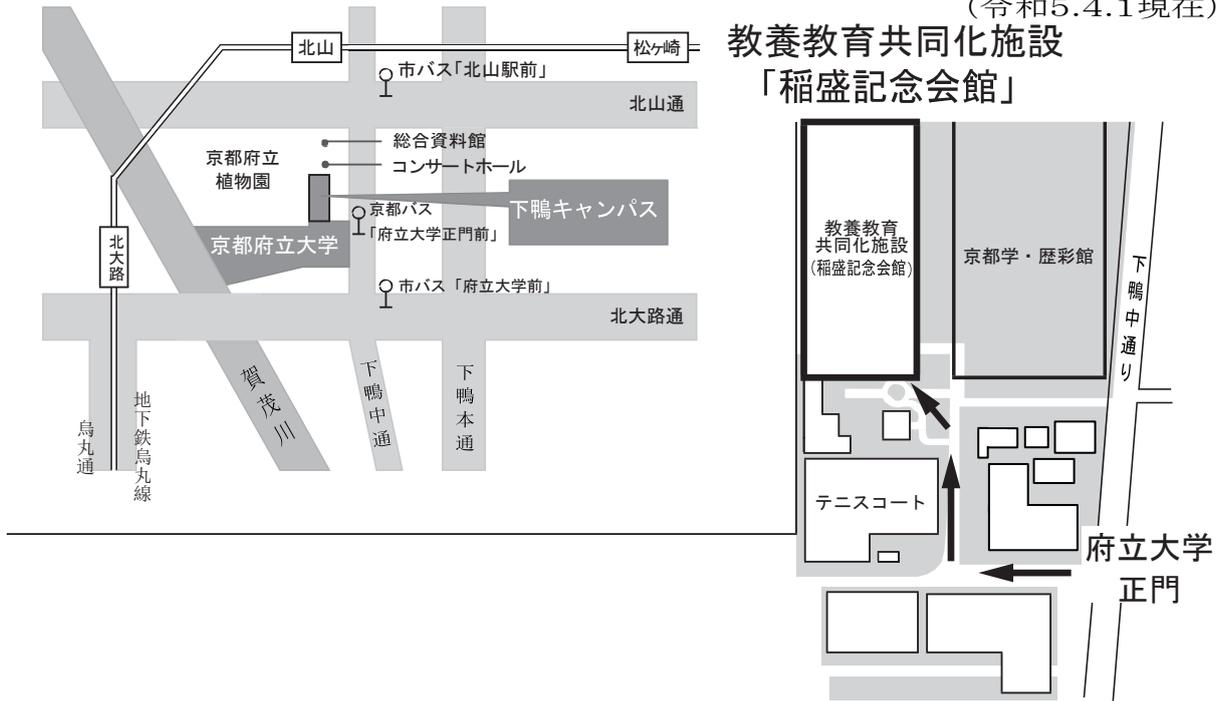 (令和5.4.1現在)
教養教育共同化施設
「稲盛記念会館」
北山
松ヶ崎
市バス「北山駅前」
北山通
総合資料館
コンサートホール
京都府立
植物園
下鴨キャンパス
京都バス
「府立大学正門前」
京都府立大学
北大路
市バス「府立大学前」
北大路通
賀茂川
下鴨中通
下鴨本通
烏丸通
地下鉄烏丸線
教養教育
共同化施設
(稲盛記念会館)
京都学・歴彩館
下鴨中通り
テニスコート
府立大学
正門